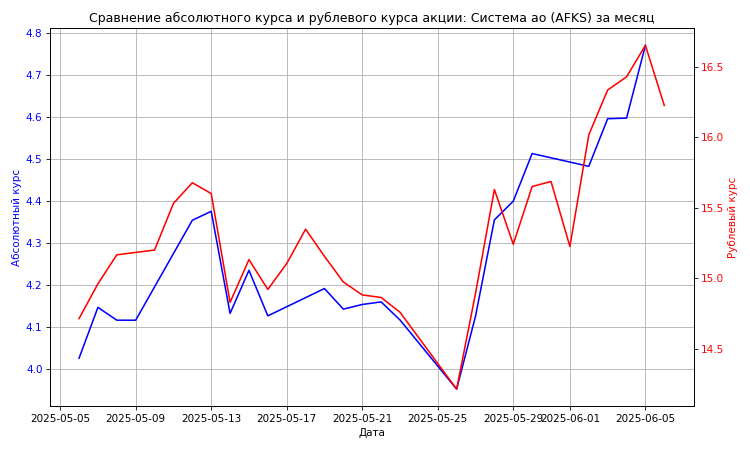 Сравнение абсолютного курса и рублевого курса акции: Система ао (AFKS) за месяц
4.8
4.7
4.6
4.5
4.4
4.3
4.2
4.1
4.0
Абсолютный курс
16.5
16.0
15.5
15.0
14.5
Рублевый курс
2025-05-05 2025-05-09 2025-05-13 2025-05-17 2025-05-21 2025-05-25 2025-05-29 2025-06-01 2025-06-05
Дата